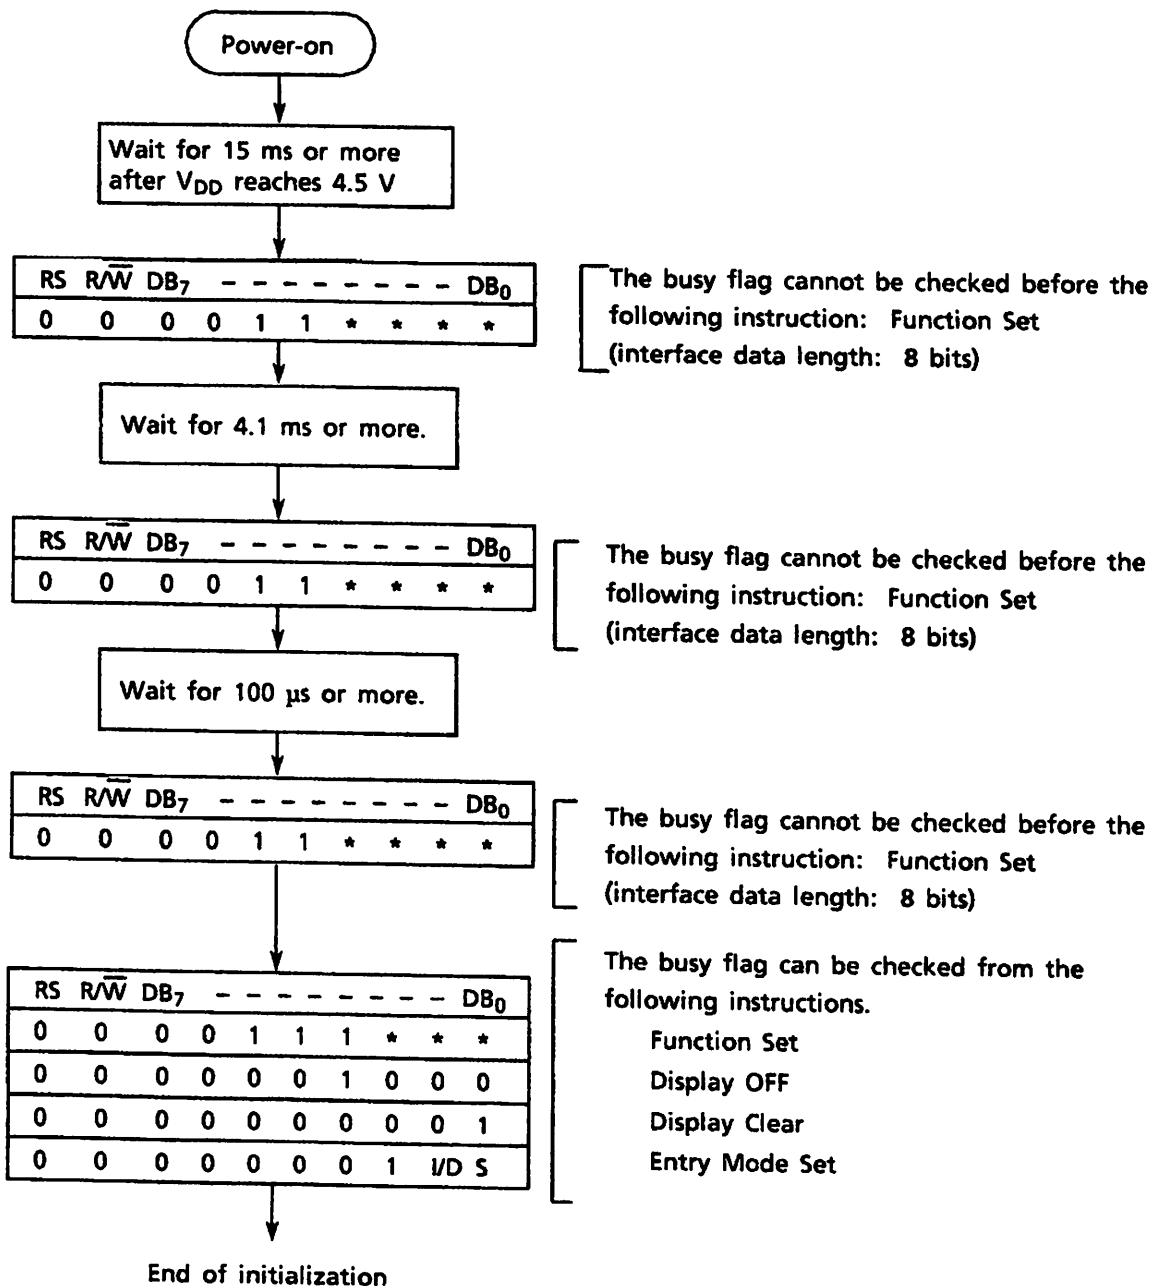 Power-on
Wait for 15 ms or more
after VDD reaches 4.5 V
RS R/W̅ DB7 - - - - - - - - DB0
0 0 0 0 1 1 * * * *
The busy flag cannot be checked before the
following instruction: Function Set
(interface data length: 8 bits)
Wait for 4.1 ms or more.
RS R/W̅ DB7 - - - - - - - - DB0
0 0 0 0 1 1 * * * *
The busy flag cannot be checked before the
following instruction: Function Set
(interface data length: 8 bits)
Wait for 100 µs or more.
RS R/W̅ DB7 - - - - - - - - DB0
0 0 0 0 1 1 * * * *
The busy flag cannot be checked before the
following instruction: Function Set
(interface data length: 8 bits)
RS R/W̅ DB7 - - - - - - - - DB0
0 0 0 0 1 1 1 * * *
0 0 0 0 0 0 1 0 0 0
0 0 0 0 0 0 0 0 0 1
0 0 0 0 0 0 0 1 I/D S
The busy flag can be checked from the
following instructions.
Function Set
Display OFF
Display Clear
Entry Mode Set
End of initialization